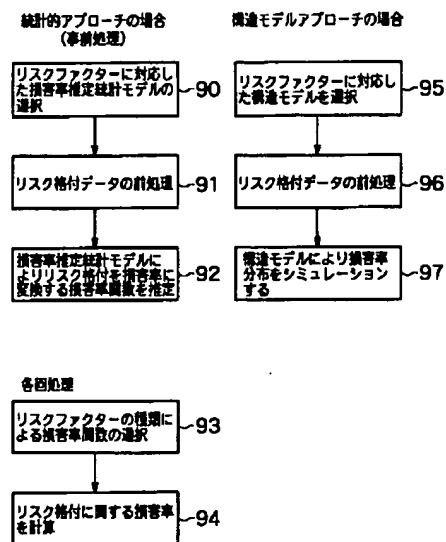 統計的アプローチの場合
(事前処理)
リスクファクターに対応し
た損害率推定統計モデルの
選択
90
リスク格付データの前処理
91
損害率推定統計モデルに
よりリスク格付を損害率に
変換する損害率関数を推定
92
構造モデルアプローチの場合
リスクファクターに対応し
た構造モデルを選択
95
リスク格付データの前処理
96
構造モデルにより損害率
分布をシミュレーション
する
97
各回処理
リスクファクターの種類に
よる損害率関数の選択
93
リスク格付に関する損害率
を計算
94